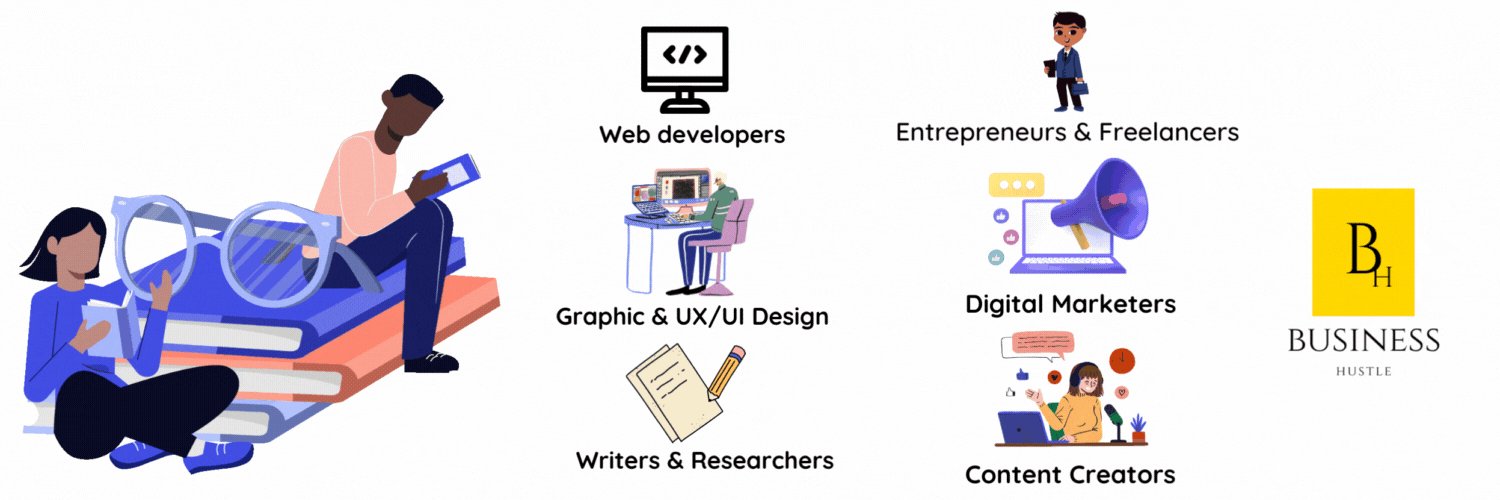 Web developers
Entrepreneurs & Freelancers
Graphic & UX/UI Design
Digital Marketers
Writers & Researchers
Content Creators
BH
BUSINESS
HUSTLE